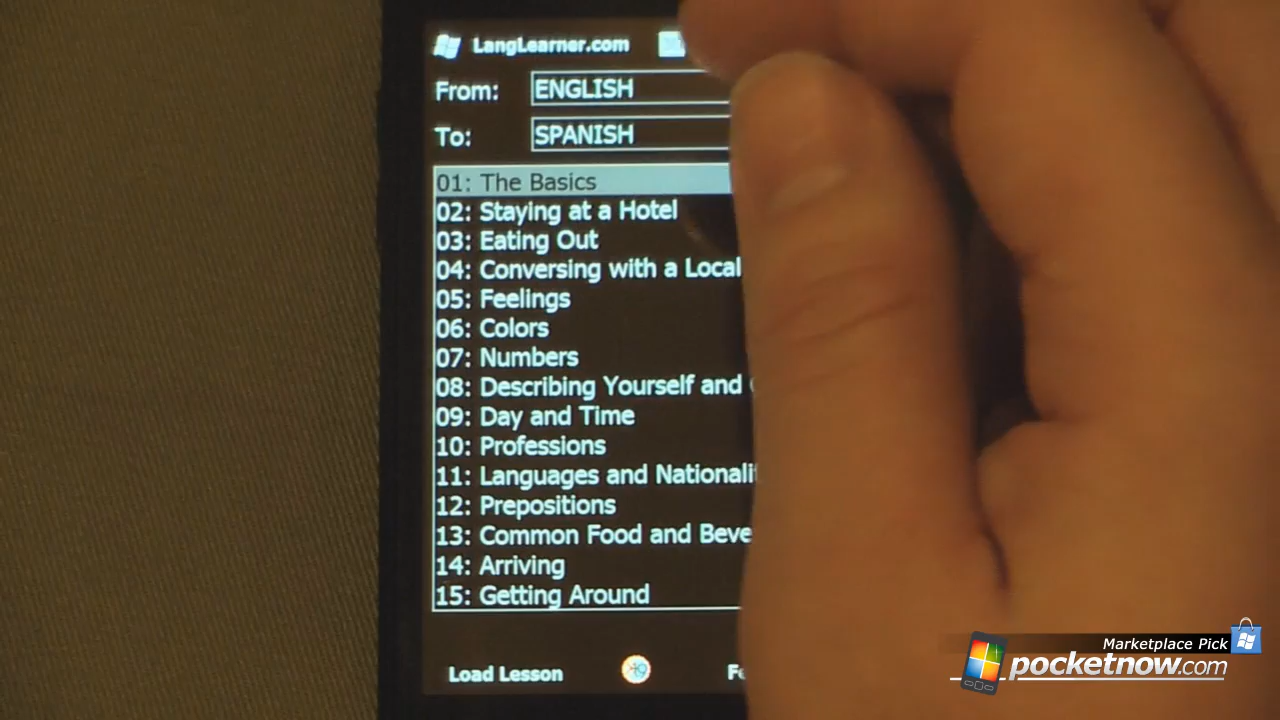 LangLearner.com
From: ENGLISH
To: SPANISH
01: The Basics
02: Staying at a Hotel
03: Eating Out
04: Conversing with a Local
05: Feelings
06: Colors
07: Numbers
08: Describing Yourself and
09: Day and Time
10: Professions
11: Languages and
12: Prepositions
13: Common Food and
14: Arriving
15: Getting Around
Load Lesson
Marketplace Pick
pocketnow.com